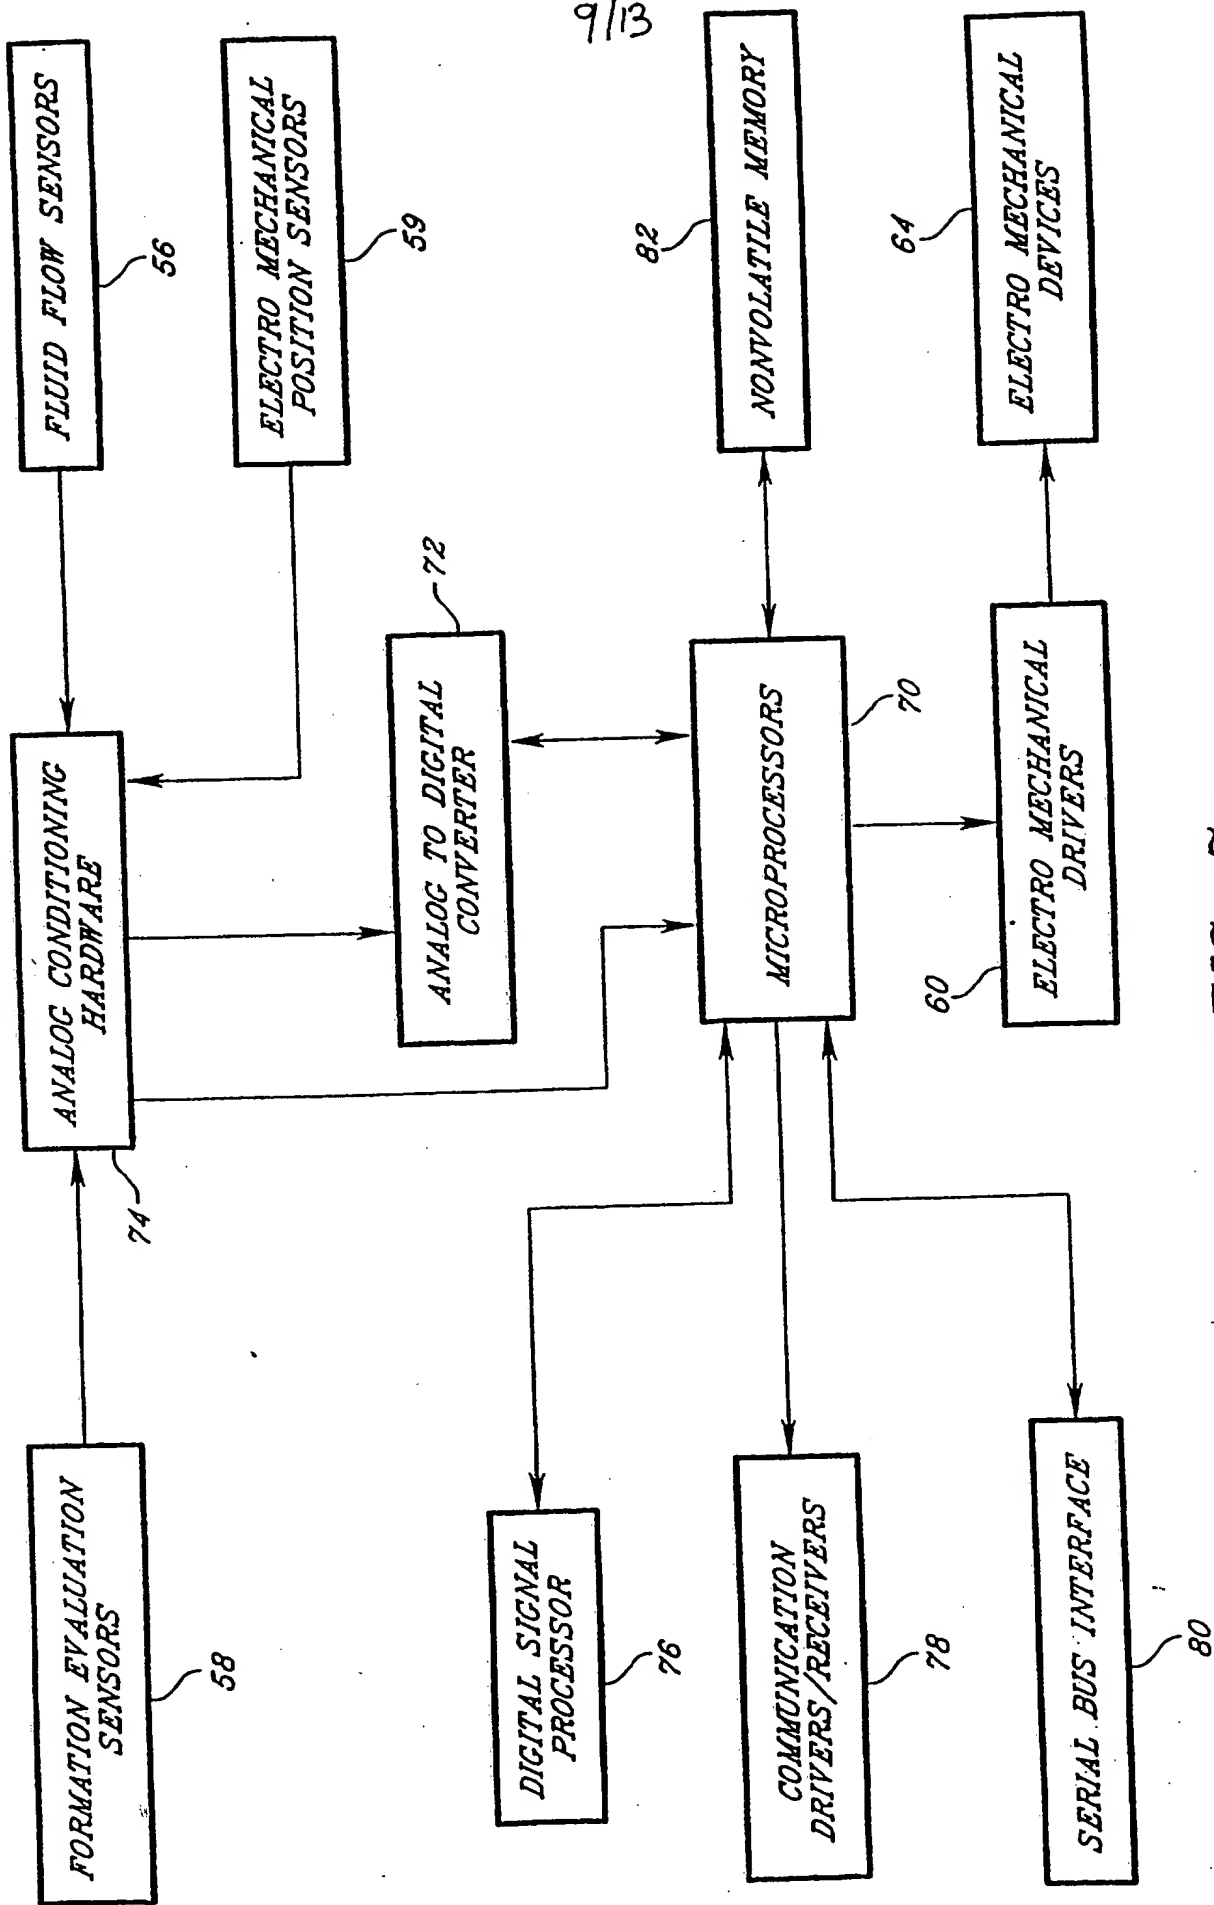 9/13
FORMATION EVALUATION
SENSORS
58
ANALOG CONDITIONING
HARDWARE
74
FLUID FLOW SENSORS
56
ELECTRO MECHANICAL
POSITION SENSORS
59
ANALOG TO DIGITAL
CONVERTER
72
DIGITAL SIGNAL
PROCESSOR
76
MICROPROCESSORS
70
NONVOLATILE MEMORY
82
COMMUNICATION
DRIVERS/RECEIVERS
78
ELECTRO MECHANICAL
DRIVERS
60
ELECTRO MECHANICAL
DEVICES
64
SERIAL BUS INTERFACE
80